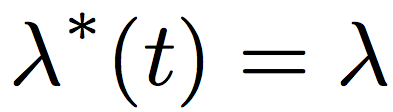 λ*(t) = λ